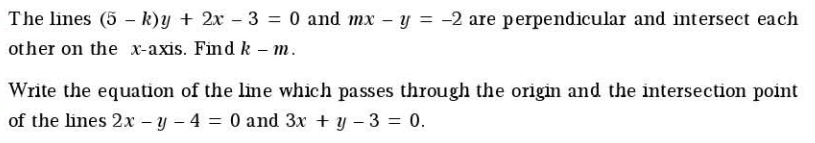 The lines (5 – k)y + 2x – 3 = 0 and mx – y = –2 are perpendicular and intersect each
other on the x-axis. Find k – m.
Write the equation of the line which passes through the origin and the intersection point
of the lines 2x – y – 4 = 0 and 3x + y – 3 = 0.